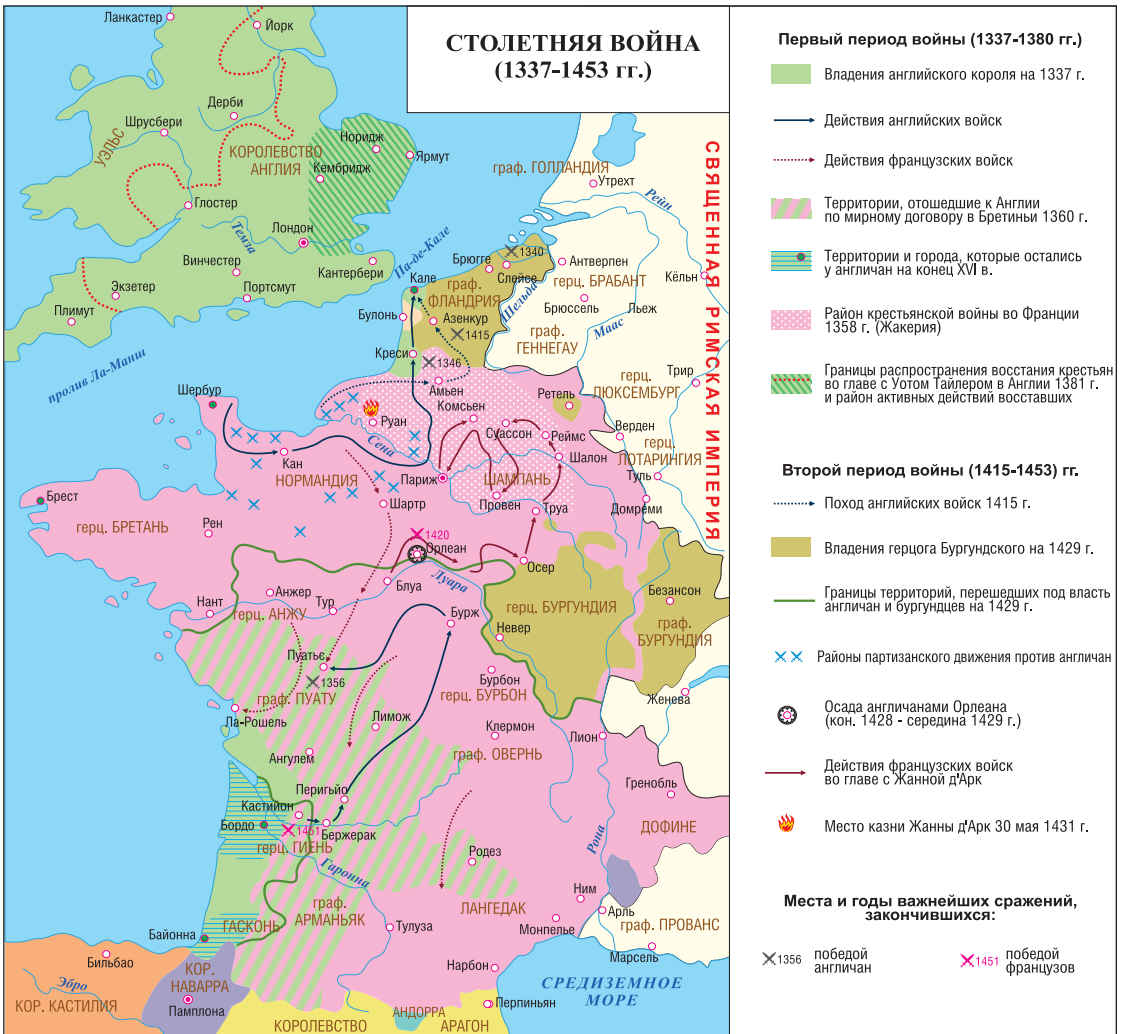 СТОЛЕТНЯЯ ВОЙНА
(1337-1453 гг.)
Ланкастер
Йорк
Дерби
Шрусбери
УЭЛЬС
КОРОЛЕВСТВО
АНГЛИЯ
Норидж
Ярмут
Кембридж
Глостер
Темза
Лондон
Винчестер
Кантербери
Экзетер
Портсмут
Плимут
Па-де-Кале
пролив Ла-Манш
граф. ГОЛЛАНДИЯ
Утрехт
Рейн
СВЯЩЕННАЯ РИМСКАЯ ИМПЕРИЯ
1340
Брюгге
Слейсе
Антверпен
герц. БРАБАНТ
Кёльн
Кале
граф.
ФЛАНДРИЯ
Шельда
Брюссель
Льеж
Булонь
Азенкур
1415
Маас
граф.
ГЕННЕГАУ
Креси
1346
Трир
герц.
ЛЮКСЕМБУРГ
Шербур
Амьен
Комсьен
Ретель
Руан
Суассон
Реймс
Верден
Сена
герц.
ЛОТАРИНГИЯ
Кан
НОРМАНДИЯ
Шалон
Париж
ШАМПАНЬ
Туль
Брест
Шартр
Провен
Труа
Домреми
герц. БРЕТАНЬ
Рен
1420
Орлеан
Осер
Блуа
Луара
Безансон
Анжер
Тур
Нант
герц. АНЖУ
Бурж
герц. БУРГУНДИЯ
Невер
граф.
БУРГУНДИЯ
Пуатье
1356
граф. ПУАТУ
Бурбон
герц. БУРБОН
Женева
Ла-Рошель
Лимож
Клермон
Лион
граф. ОВЕРНЬ
Ангулем
Гренобль
Перигьйо
Кастийон
Бордо
1451
Бержерак
герц. ГИЕНЬ
ДОФИНЕ
Рона
Гаронна
Родез
граф.
АРМАНЬЯК
Ним
ЛАНГЕДАК
ГАСКОНЬ
Арль
граф. ПРОВАНС
Тулуза
Монпелье
Байонна
Марсель
Бильбао
КОР.
НАВАРРА
Нарбон
СРЕДИЗЕМНОЕ
МОРЕ
Эбро
КОР. КАСТИЛИЯ
Памплона
АНДОРРА
Перпиньян
КОРОЛЕВСТВО
АРАГОН
Первый период войны (1337-1380 гг.)
Владения английского короля на 1337 г.
Действия английских войск
Действия французских войск
Территории, отошедшие к Англии
по мирному договору в Бретиньи 1360 г.
Территории и города, которые остались
у англичан на конец XVI в.
Район крестьянской войны во Франции
1358 г. (Жакерия)
Границы распространения восстания крестьян
во главе с Уотом Тайлером в Англии 1381 г.
и район активных действий восставших
Второй период войны (1415-1453) гг.
Поход английских войск 1415 г.
Владения герцога Бургундского на 1429 г.
Границы территорий, перешедших под власть
англичан и бургундцев на 1429 г.
Районы партизанского движения против англичан
Осада англичанами Орлеана
(кон. 1428 - середина 1429 г.)
Действия французских войск
во главе с Жанной д'Арк
Место казни Жанны д'Арк 30 мая 1431 г.
Места и годы важнейших сражений,
закончившихся:
1356 победой
англичан
1451 победой
французов